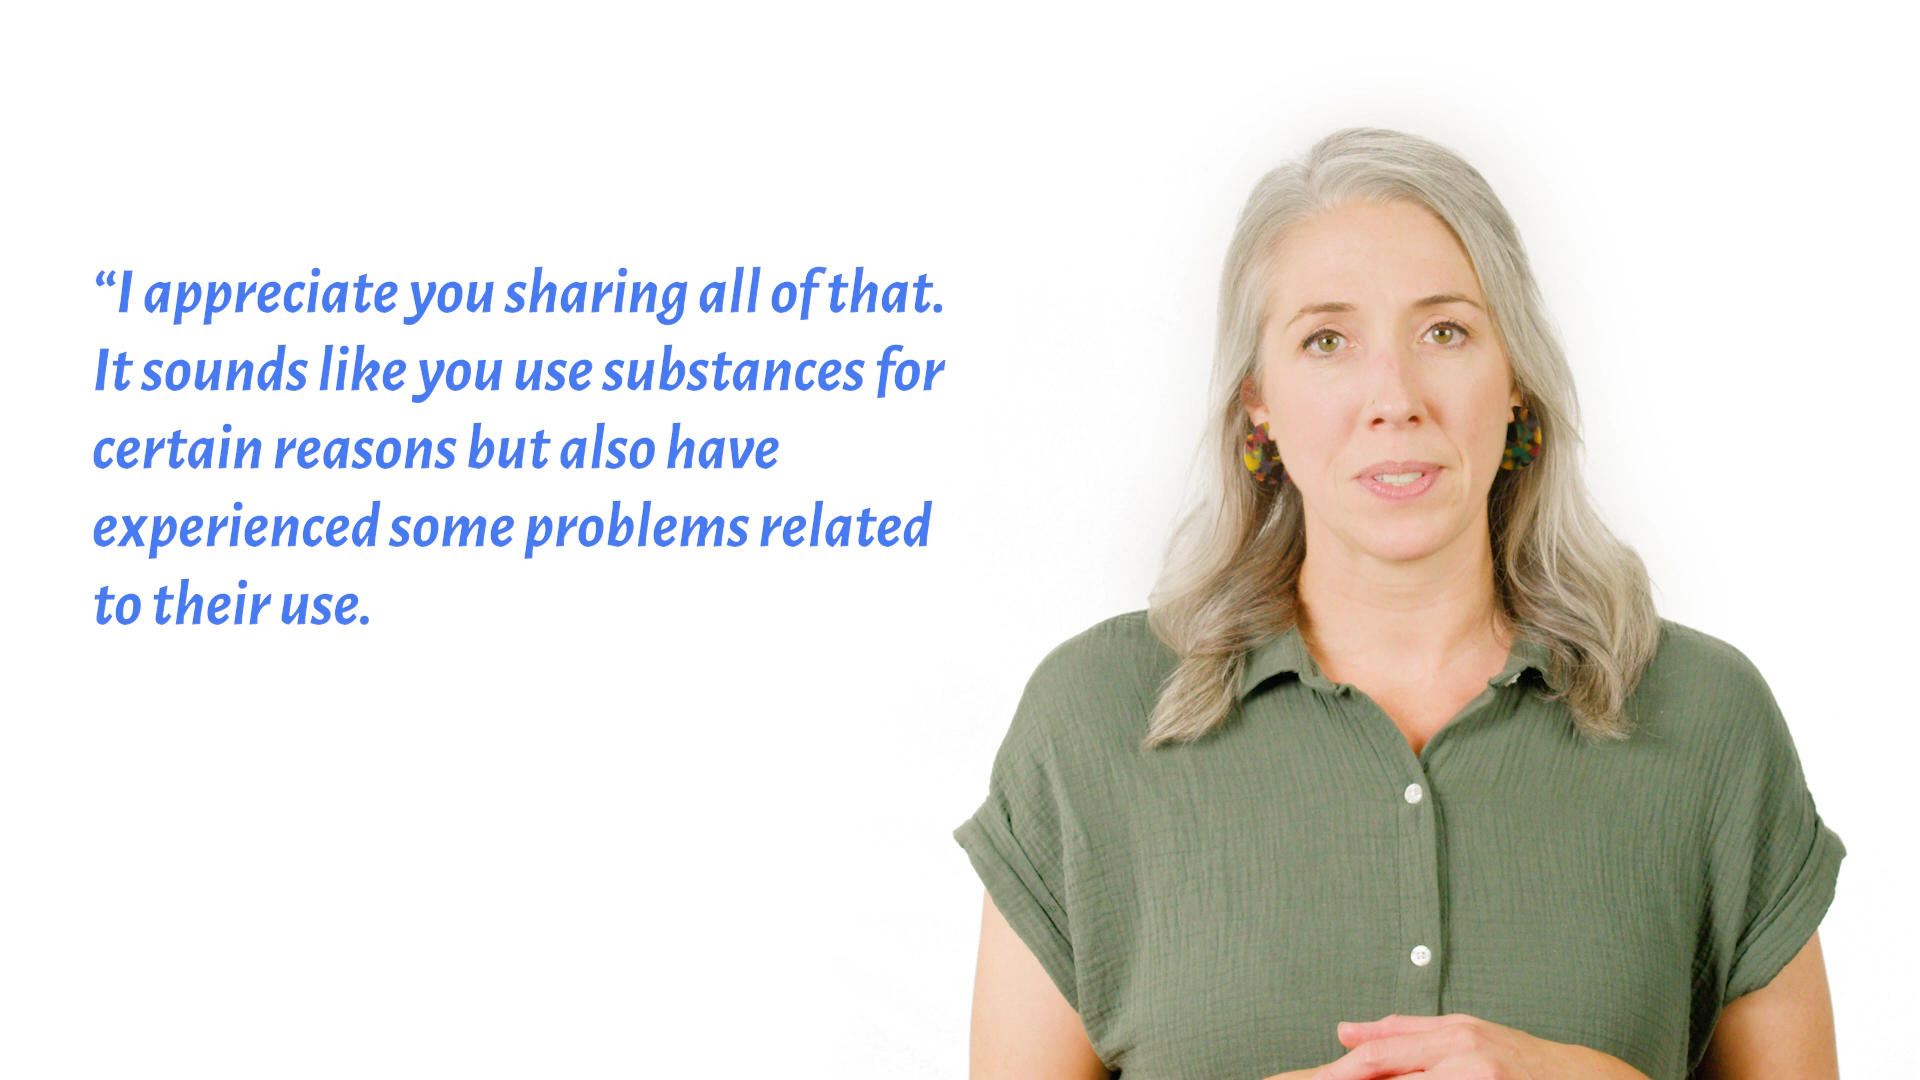 “I appreciate you sharing all of that.
It sounds like you use substances for
certain reasons but also have
experienced some problems related
to their use.